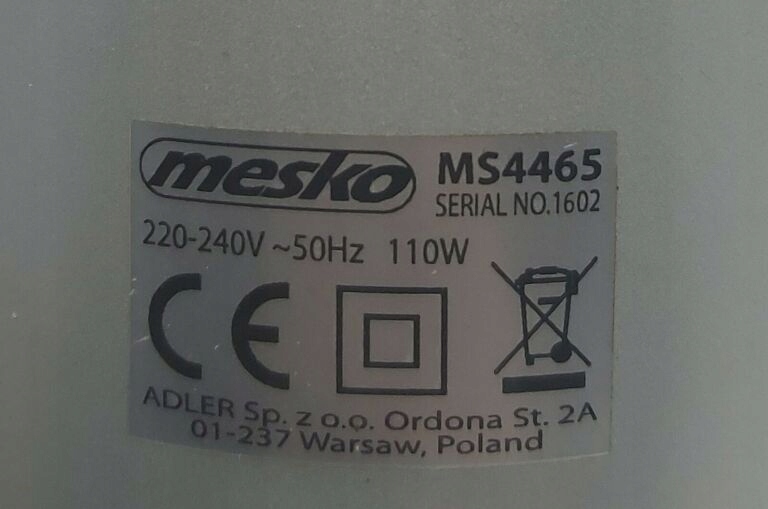 mesko MS4465
SERIAL NO.1602
220-240V ~50Hz 110W
CE
ADLER Sp. z o.o. Ordona St. 2A
01-237 Warsaw, Poland